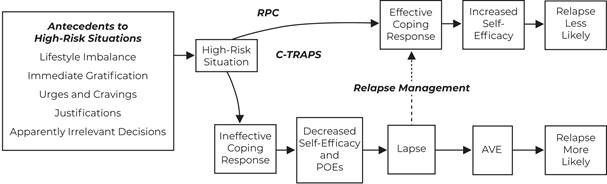 Antecedents to
High-Risk Situations
Lifestyle Imbalance
Immediate Gratification
Urges and Cravings
Justifications
Apparently Irrelevant Decisions
High-Risk
Situation
RPC
C-TRAPS
Effective
Coping
Response
Increased
Self-
Efficacy
Relapse
Less
Likely
Relapse Management
Ineffective
Coping
Response
Decreased
Self-Efficacy
and
POEs
Lapse
AVE
Relapse
More
Likely